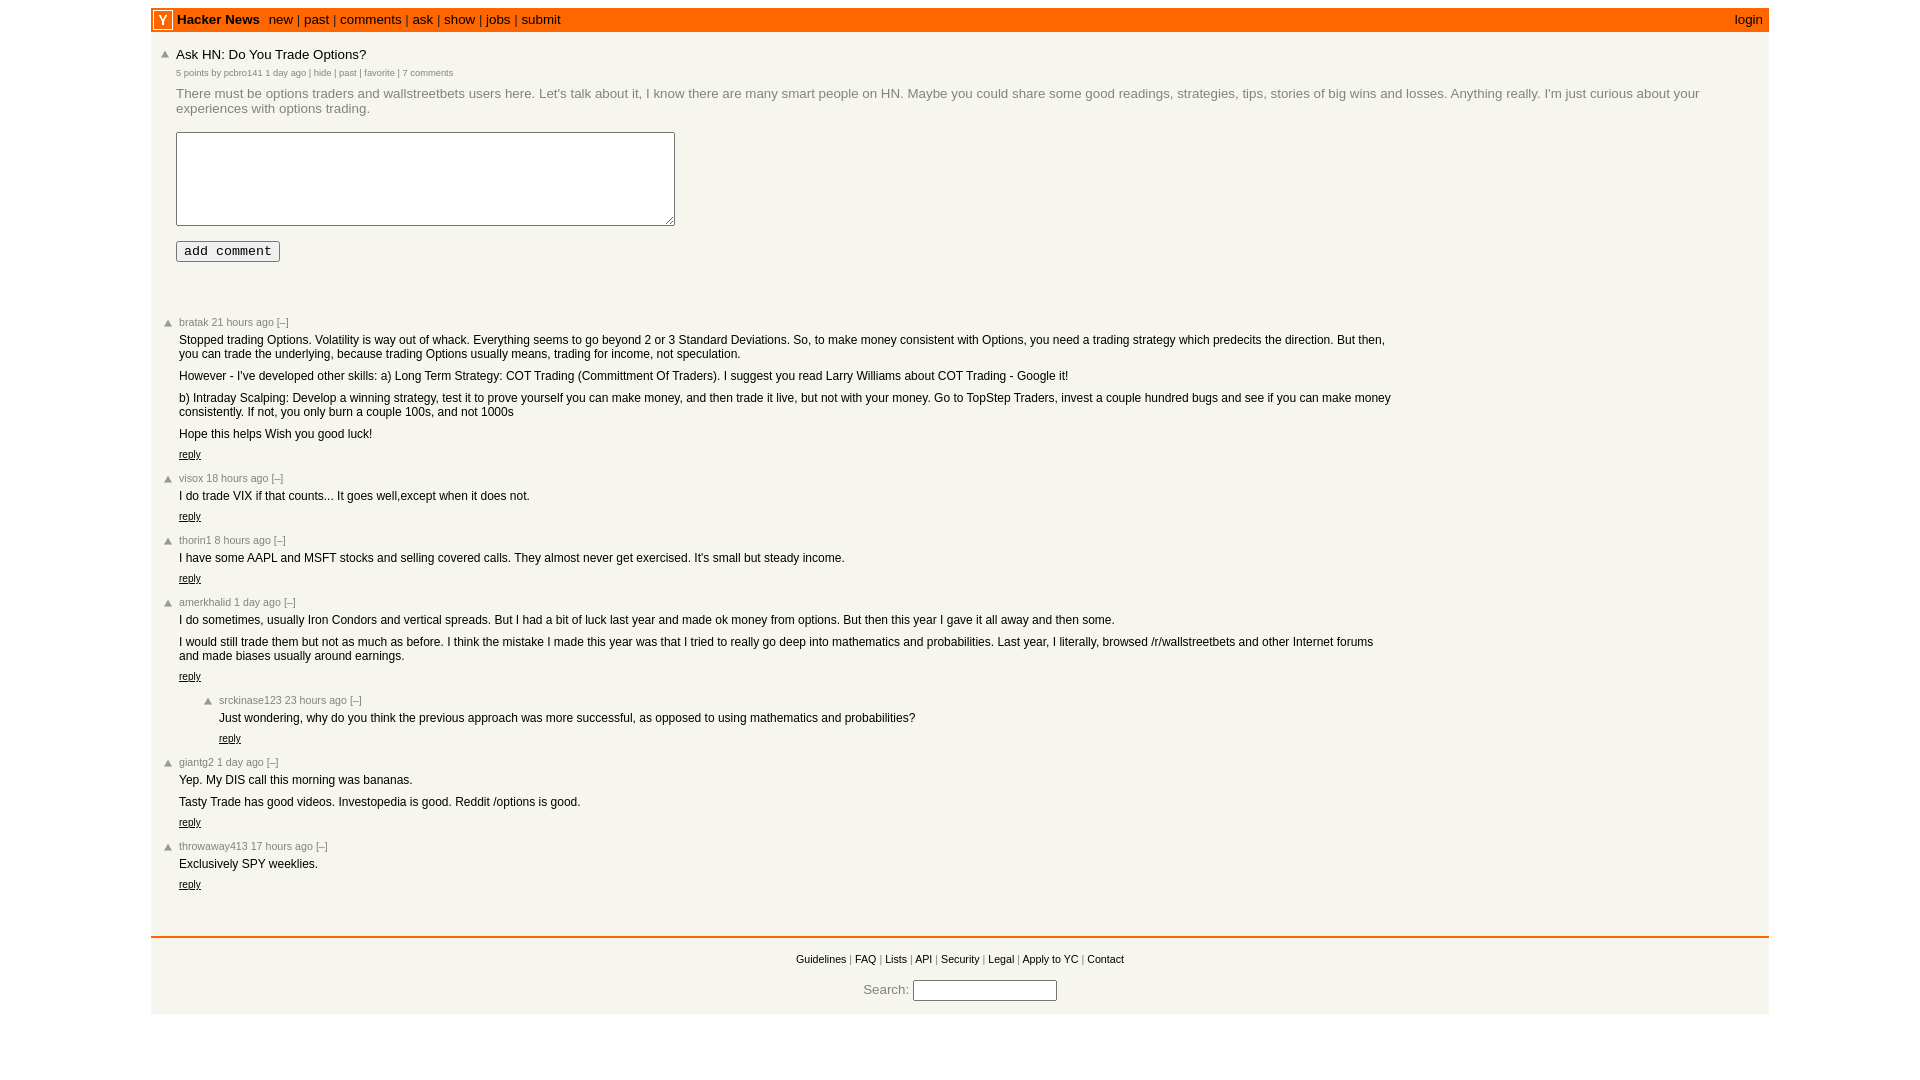 Y Hacker News new | past | comments | ask | show | jobs | submit login
Ask HN: Do You Trade Options?
5 points by pcbro141 1 day ago | hide | past | favorite | 7 comments
There must be options traders and wallstreetbets users here. Let's talk about it, I know there are many smart people on HN. Maybe you could share some good readings, strategies, tips, stories of big wins and losses. Anything really. I'm just curious about your
experiences with options trading.
add comment
bratak 21 hours ago [–]
Stopped trading Options. Volatility is way out of whack. Everything seems to go beyond 2 or 3 Standard Deviations. So, to make money consistent with Options, you need a trading strategy which predecits the direction. But then,
you can trade the underlying, because trading Options usually means, trading for income, not speculation.
However - I've developed other skills: a) Long Term Strategy: COT Trading (Committment Of Traders). I suggest you read Larry Williams about COT Trading - Google it!
b) Intraday Scalping: Develop a winning strategy, test it to prove yourself you can make money, and then trade it live, but not with your money. Go to TopStep Traders, invest a couple hundred bugs and see if you can make money
consistently. If not, you only burn a couple 100s, and not 1000s
Hope this helps Wish you good luck!
reply
visox 18 hours ago [–]
I do trade VIX if that counts... It goes well,except when it does not.
reply
thorin1 8 hours ago [–]
I have some AAPL and MSFT stocks and selling covered calls. They almost never get exercised. It's small but steady income.
reply
amerkhalid 1 day ago [–]
I do sometimes, usually Iron Condors and vertical spreads. But I had a bit of luck last year and made ok money from options. But then this year I gave it all away and then some.
I would still trade them but not as much as before. I think the mistake I made this year was that I tried to really go deep into mathematics and probabilities. Last year, I literally, browsed /r/wallstreetbets and other Internet forums
and made biases usually around earnings.
reply
srckinase123 23 hours ago [–]
Just wondering, why do you think the previous approach was more successful, as opposed to using mathematics and probabilities?
reply
giantg2 1 day ago [–]
Yep. My DIS call this morning was bananas.
Tasty Trade has good videos. Investopedia is good. Reddit /options is good.
reply
throwaway413 17 hours ago [–]
Exclusively SPY weeklies.
reply
Guidelines | FAQ | Lists | API | Security | Legal | Apply to YC | Contact
Search: